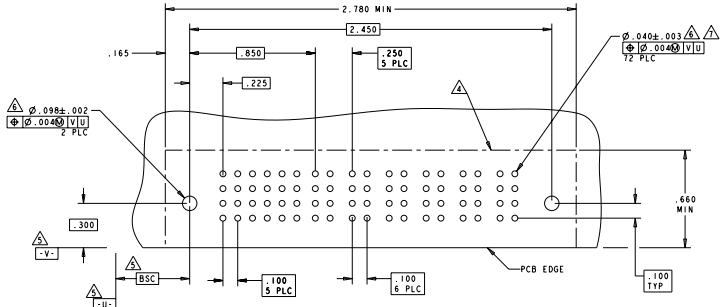 2.780 MIN
2.450
.165
.850
.250
5 PLC
Ø.040±.003 6 7
⌖ Ø.004Ⓜ V U
72 PLC
.225
4
6 Ø.098±.002
⌖ Ø.004Ⓜ V U
2 PLC
.660
MIN
.300
5
-V-
5
BSC
.100
5 PLC
.100
6 PLC
PCB EDGE
.100
TYP
5
-U-